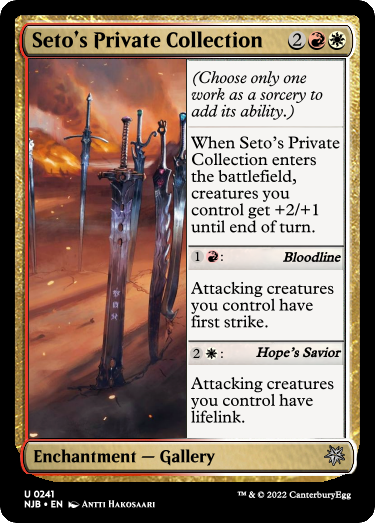 Seto's Private Collection 2
(Choose only one
work as a sorcery to
add its ability.)
When Seto's Private
Collection enters
the battlefield,
creatures you
control get +2/+1
until end of turn.
1 : Bloodline
Attacking creatures
you control have
first strike.
2 : Hope's Savior
Attacking creatures
you control have
lifelink.
Enchantment — Gallery
U 0241
NJB • EN Antti Hakosaari
™ & © 2022 CanterburyEgg